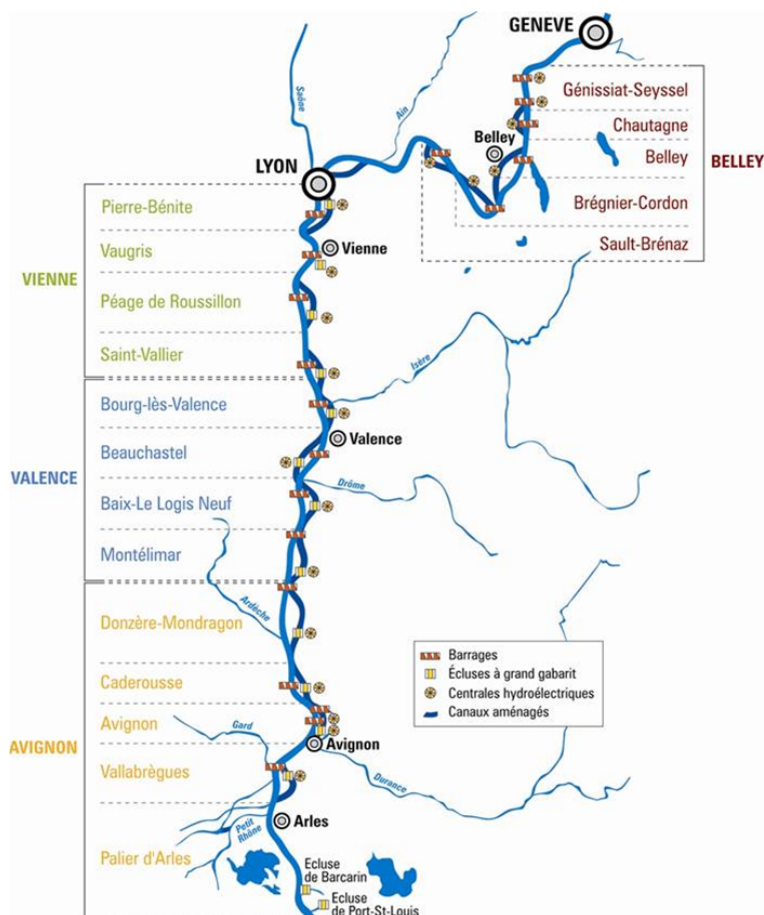 GENEVE
Génissiat-Seyssel
Saône
Ain
Chautagne
Belley
Belley
BELLEY
LYON
Brégnier-Cordon
Pierre-Bénite
Sault-Brénaz
Vaugris
Vienne
VIENNE
Péage de Roussillon
Saint-Vallier
Isère
Bourg-lès-Valence
Valence
Beauchastel
VALENCE
Drôme
Baix-Le Logis Neuf
Montélimar
Ardèche
Donzère-Mondragon
Barrages
Écluses à grand gabarit
Centrales hydroélectriques
Canaux aménagés
Caderousse
Avignon
Gard
Avignon
AVIGNON
Vallabrègues
Durance
Petit
Rhône
Arles
Palier d'Arles
Ecluse
de Barcarin
Ecluse
de Port-St-Louis